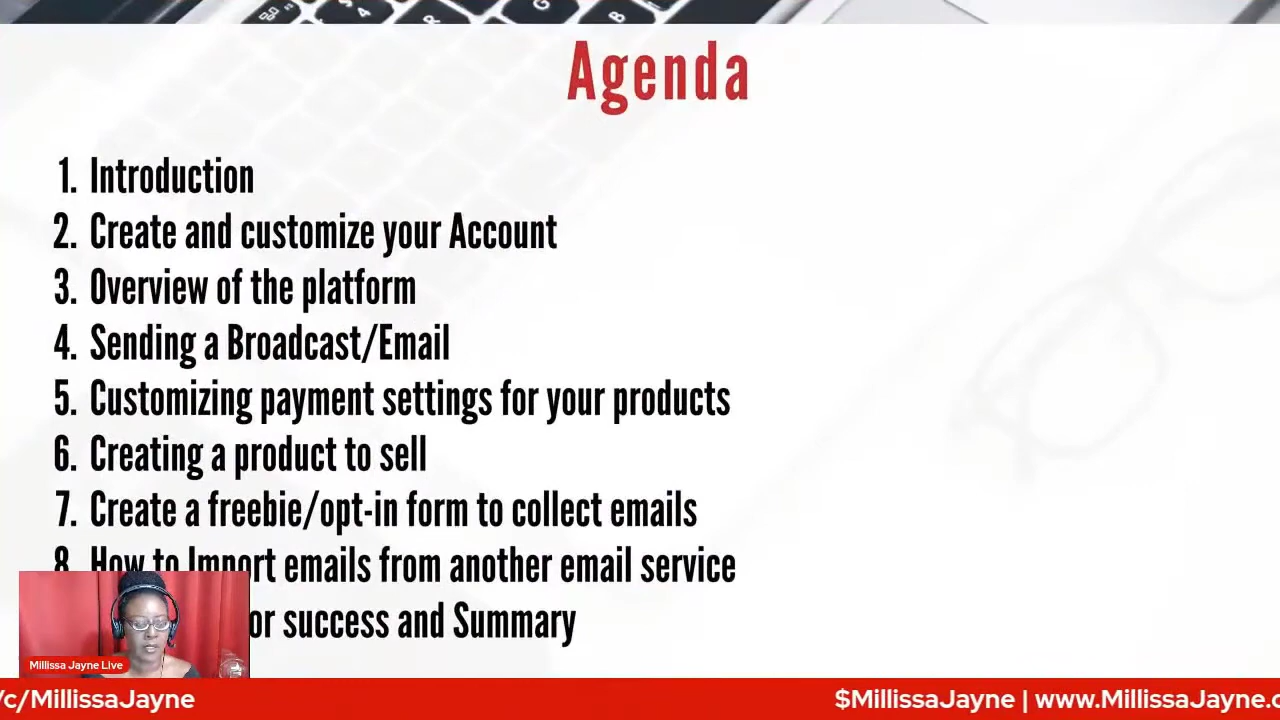 Agenda
1. Introduction
2. Create and customize your Account
3. Overview of the platform
4. Sending a Broadcast/Email
5. Customizing payment settings for your products
6. Creating a product to sell
7. Create a freebie/opt-in form to collect emails
8. How to Import emails from another email service
or success and Summary
Millissa Jayne Live
/c/MillissaJayne
$MillissaJayne | www.MillissaJayne.c